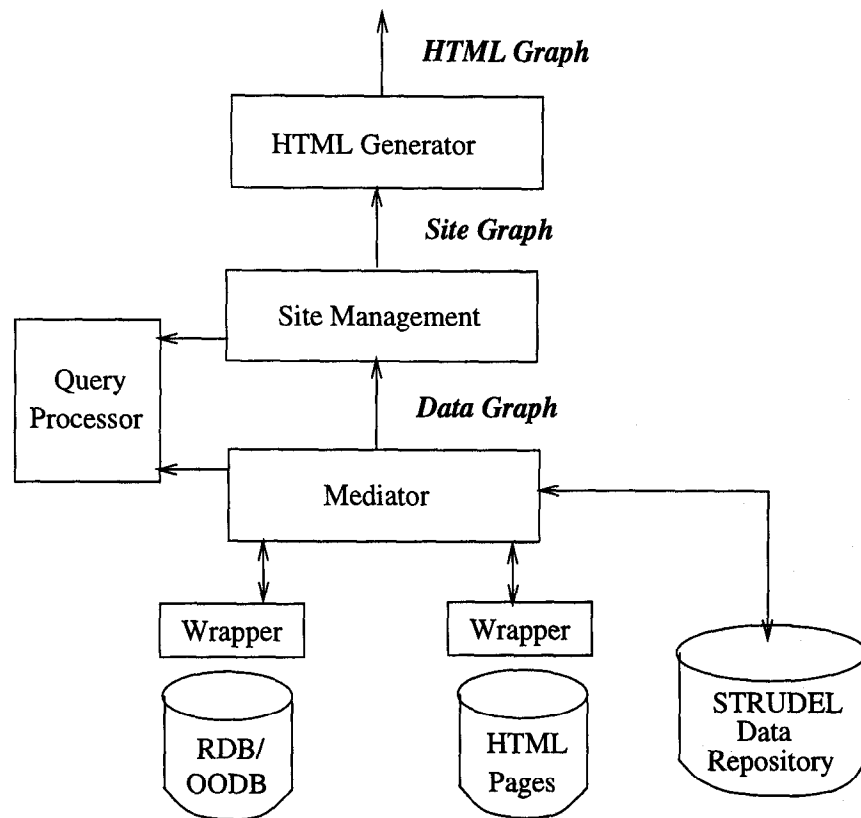 HTML Graph
HTML Generator
Site Graph
Site Management
Query
Processor
Data Graph
Mediator
Wrapper
Wrapper
RDB/
OODB
HTML
Pages
STRUDEL
Data
Repository